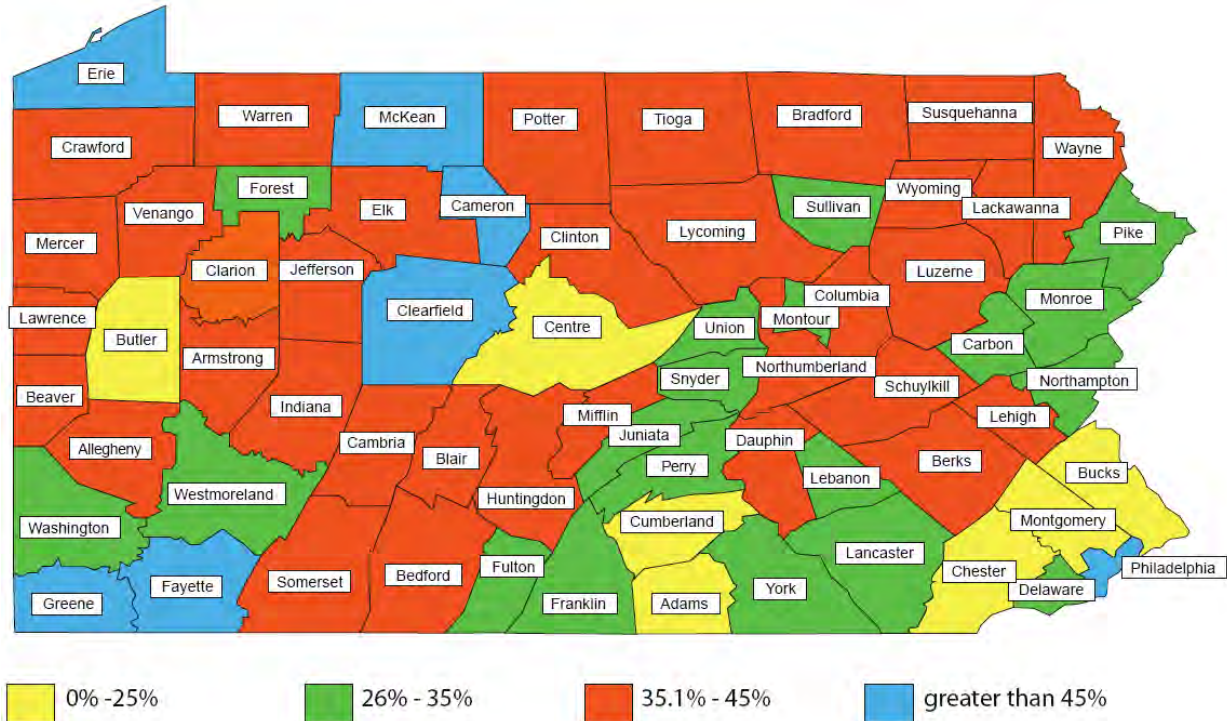 Erie
Warren
McKean
Potter
Tioga
Bradford
Susquehanna
Crawford
Wayne
Forest
Wyoming
Venango
Elk
Cameron
Sullivan
Lackawanna
Mercer
Clinton
Lycoming
Pike
Clarion
Jefferson
Luzerne
Lawrence
Clearfield
Columbia
Monroe
Butler
Centre
Union
Montour
Carbon
Armstrong
Northumberland
Snyder
Schuylkill
Northampton
Beaver
Indiana
Mifflin
Lehigh
Allegheny
Cambria
Juniata
Dauphin
Blair
Perry
Berks
Bucks
Westmoreland
Huntingdon
Lebanon
Washington
Cumberland
Montgomery
Lancaster
Fulton
Chester
Philadelphia
Somerset
Bedford
Fayette
York
Delaware
Greene
Franklin
Adams
0% -25%
26% - 35%
35.1% - 45%
greater than 45%